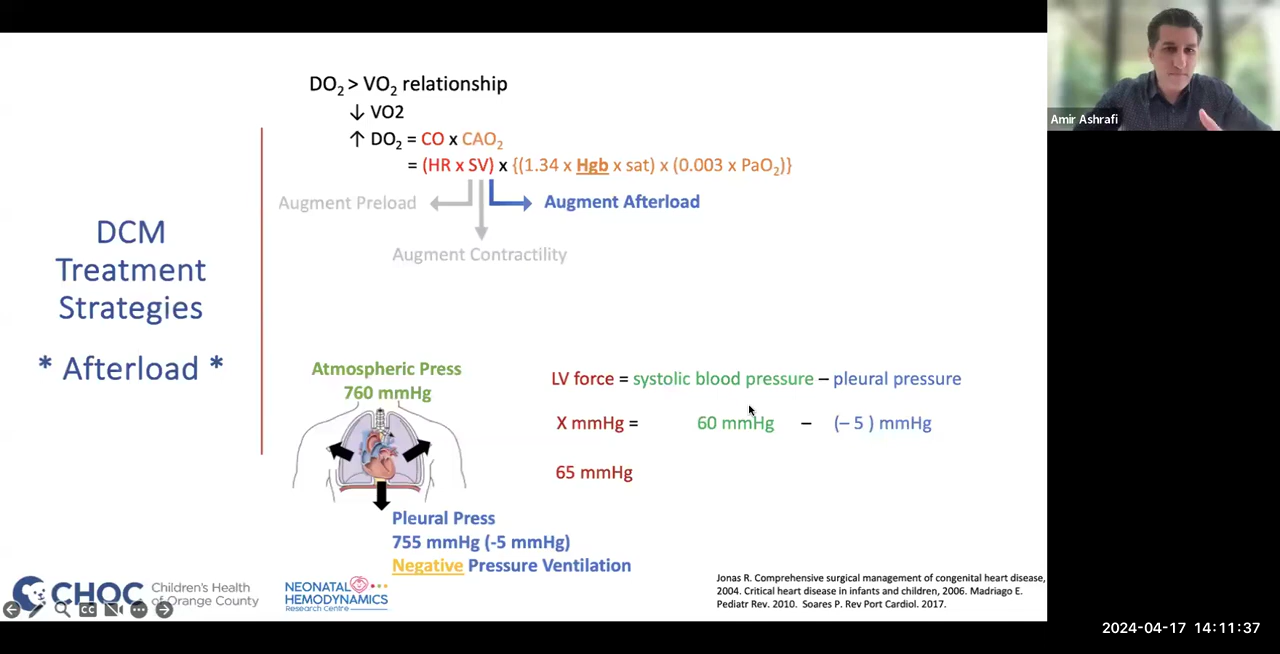 DO₂ > VO₂ relationship
↓ VO2
↑ DO₂ = CO x CAO₂
= (HR x SV) x {(1.34 x Hgb x sat) x (0.003 x PaO₂)}
Augment Preload
Augment Afterload
Augment Contractility
DCM
Treatment
Strategies
* Afterload *
Atmospheric Press
760 mmHg
LV force = systolic blood pressure – pleural pressure
X mmHg = 60 mmHg – (– 5 ) mmHg
65 mmHg
Pleural Press
755 mmHg (-5 mmHg)
Negative Pressure Ventilation
CHOC Children's Health
of Orange County
NEONATAL
HEMODYNAMICS
Research Centre
Jonas R. Comprehensive surgical management of congenital heart disease,
2004. Critical heart disease in infants and children, 2006. Madriago E.
Pediatr Rev. 2010. Soares P. Rev Port Cardiol. 2017.
Amir Ashrafi
CC
2024-04-17 14:11:37